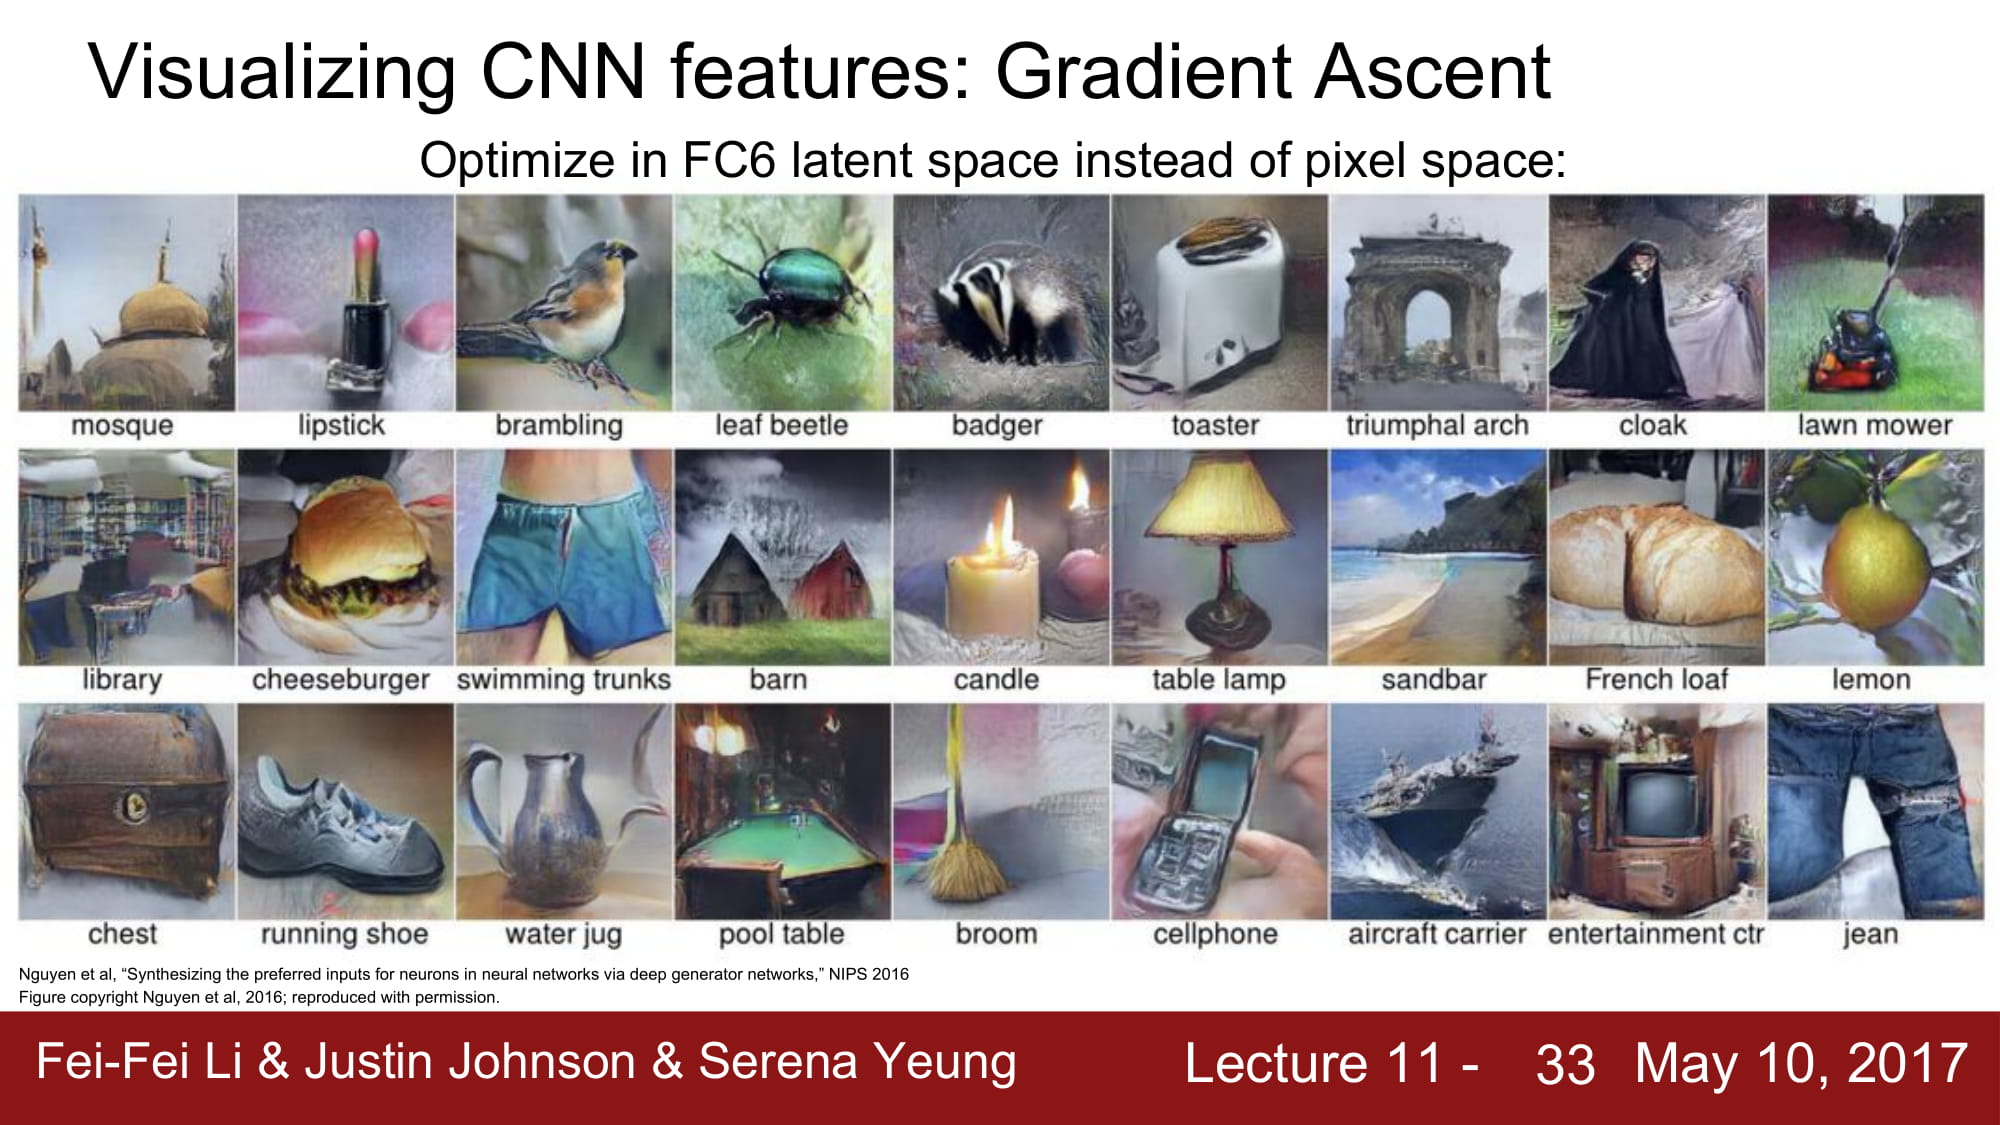 Visualizing CNN features: Gradient Ascent
Optimize in FC6 latent space instead of pixel space:
mosque lipstick brambling leaf beetle badger toaster triumphal arch cloak lawn mower
library cheeseburger swimming trunks barn candle table lamp sandbar French loaf lemon
chest running shoe water jug pool table broom cellphone aircraft carrier entertainment ctr jean
Nguyen et al, “Synthesizing the preferred inputs for neurons in neural networks via deep generator networks,” NIPS 2016
Figure copyright Nguyen et al, 2016; reproduced with permission.
Fei-Fei Li & Justin Johnson & Serena Yeung Lecture 11 - 33 May 10, 2017